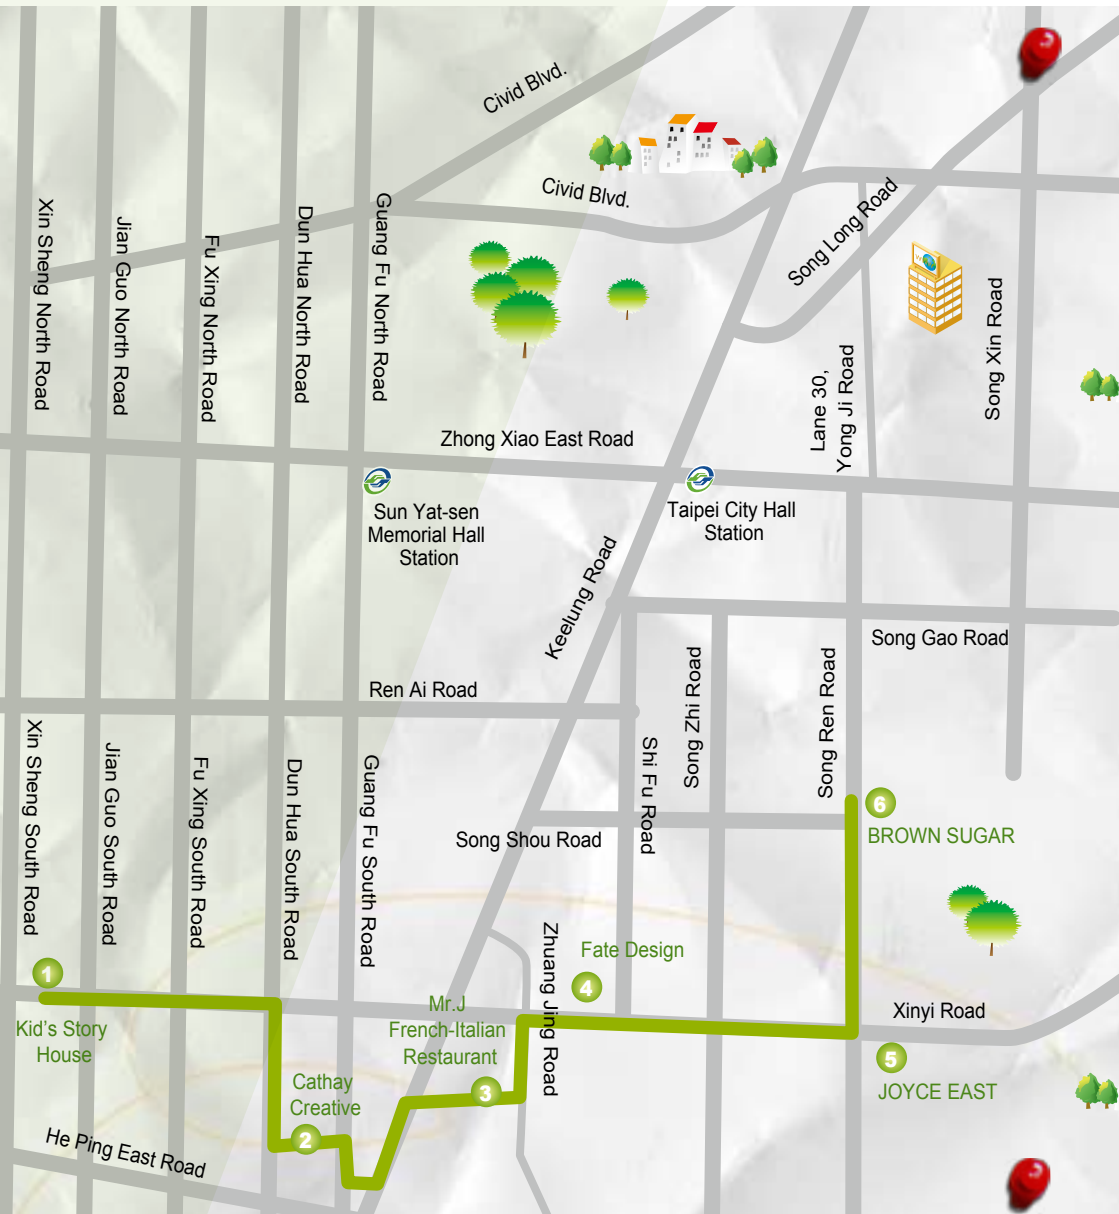 Civid Blvd.
Civid Blvd.
Xin Sheng North Road
Jian Guo North Road
Fu Xing North Road
Dun Hua North Road
Guang Fu North Road
Song Long Road
Song Xin Road
Lane 30,
Yong Ji Road
Zhong Xiao East Road
Sun Yat-sen
Memorial Hall
Station
Taipei City Hall
Station
Keelung Road
Song Gao Road
Ren Ai Road
Song Zhi Road
Song Ren Road
Xin Sheng South Road
Jian Guo South Road
Fu Xing South Road
Dun Hua South Road
Guang Fu South Road
Shi Fu Road
Song Shou Road
6
BROWN SUGAR
Fate Design
4
Zhuang Jing Road
1
Kid's Story
House
Mr.J
French-Italian
Restaurant
3
Xinyi Road
5
JOYCE EAST
Cathay
Creative
2
He Ping East Road